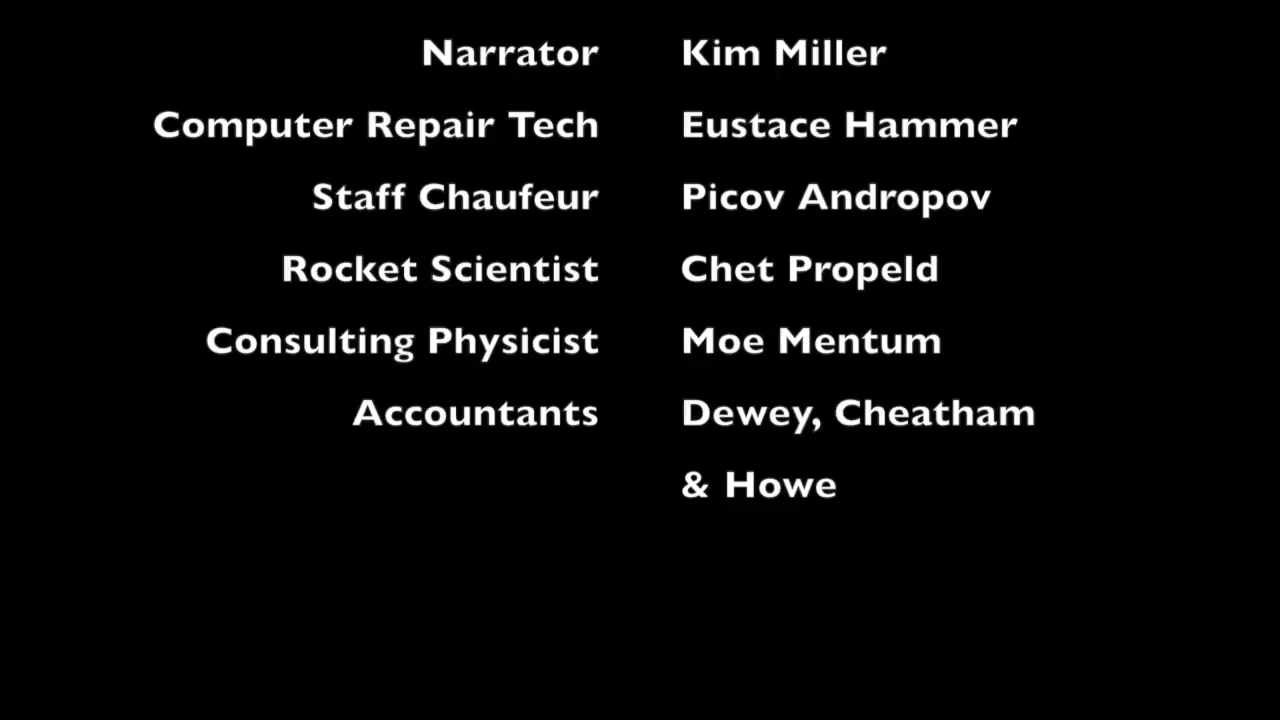 Narrator Kim Miller
Computer Repair Tech Eustace Hammer
Staff Chaufeur Picov Andropov
Rocket Scientist Chet Propeld
Consulting Physicist Moe Mentum
Accountants Dewey, Cheatham
& Howe